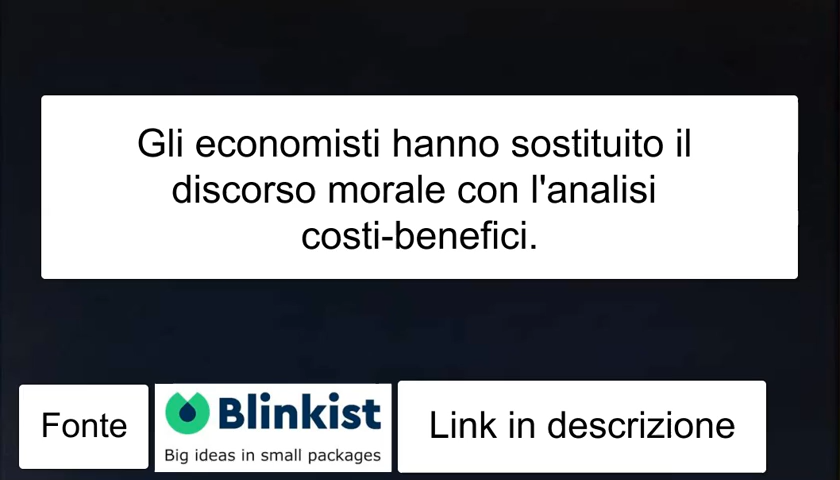 Gli economisti hanno sostituito il
discorso morale con l'analisi
costi-benefici.
Fonte
Blinkist
Big ideas in small packages
Link in descrizione